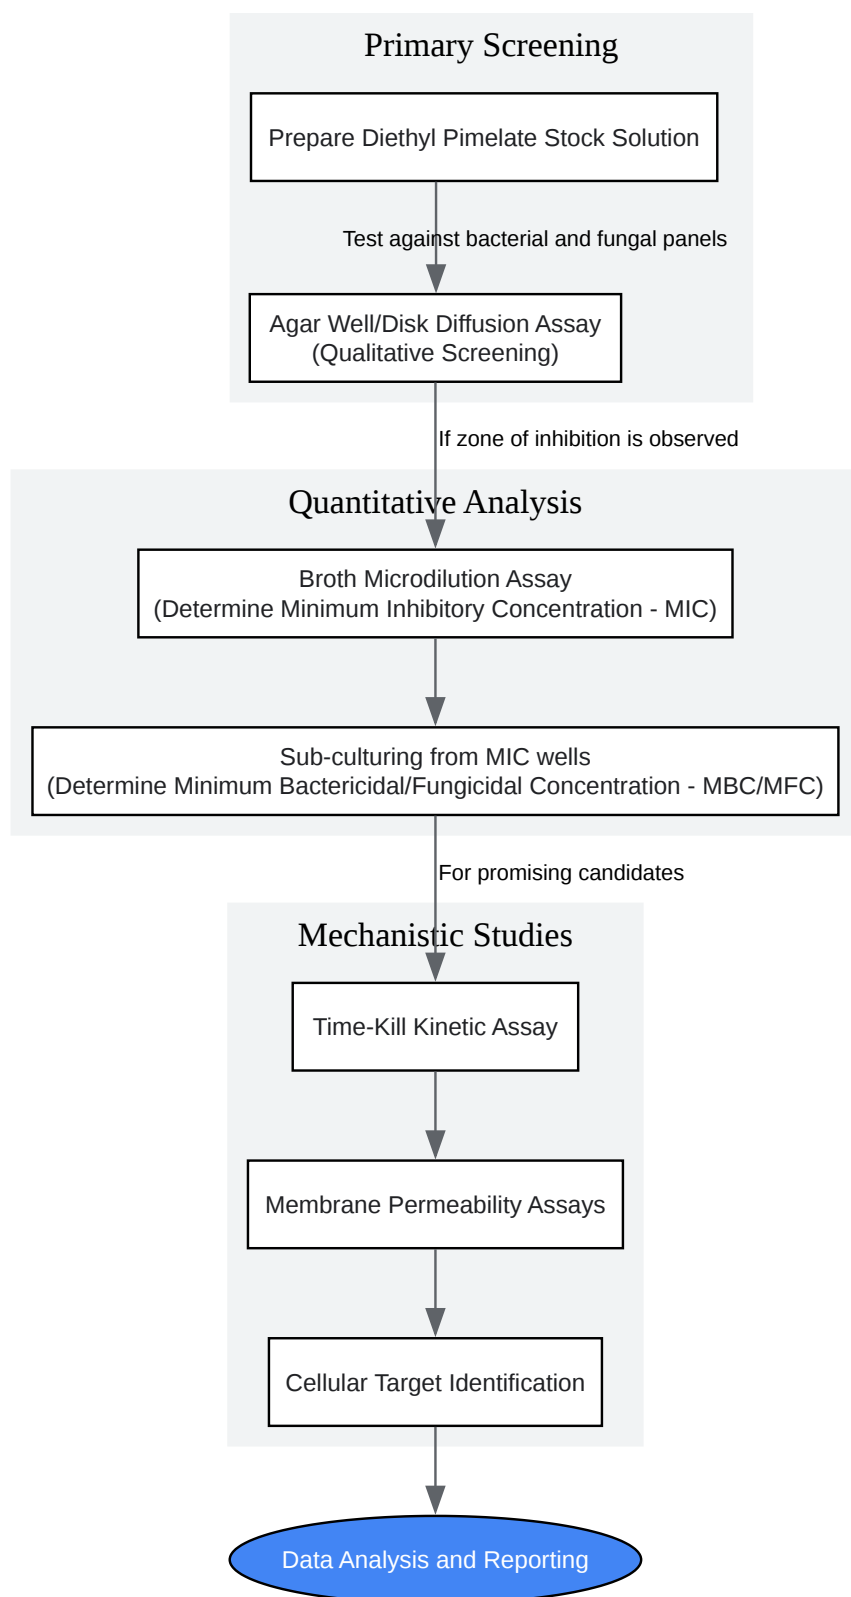 Primary Screening
Prepare Diethyl Pimelate Stock Solution
Test against bacterial and fungal panels
Agar Well/Disk Diffusion Assay
(Qualitative Screening)
If zone of inhibition is observed
Quantitative Analysis
Broth Microdilution Assay
(Determine Minimum Inhibitory Concentration - MIC)
Sub-culturing from MIC wells
(Determine Minimum Bactericidal/Fungicidal Concentration - MBC/MFC)
For promising candidates
Mechanistic Studies
Time-Kill Kinetic Assay
Membrane Permeability Assays
Cellular Target Identification
Data Analysis and Reporting